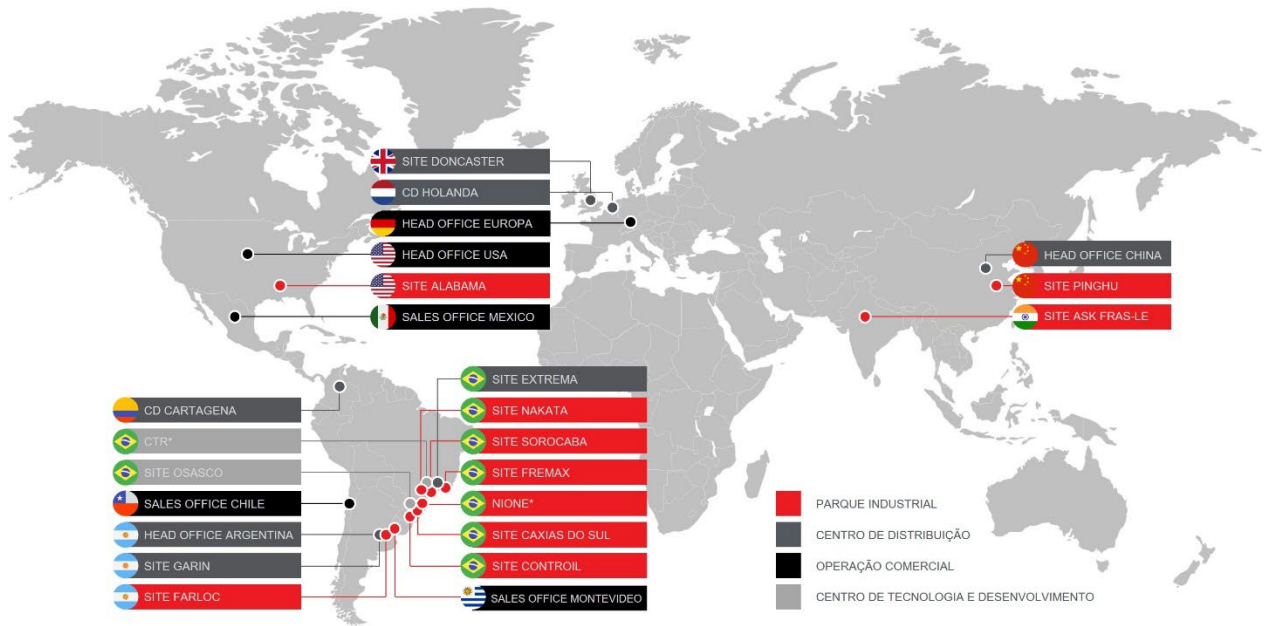 SITE DONCASTER
CD HOLANDA
HEAD OFFICE EUROPA
HEAD OFFICE USA
SITE ALABAMA
SALES OFFICE MEXICO
HEAD OFFICE CHINA
SITE PINGHU
SITE ASK FRAS-LE
CD CARTAGENA
CTR*
SITE OSASCO
SALES OFFICE CHILE
HEAD OFFICE ARGENTINA
SITE GARIN
SITE FARLOC
SITE EXTREMA
SITE NAKATA
SITE SOROCABA
SITE FREMAX
NIONE*
SITE CAXIAS DO SUL
SITE CONTROIL
SALES OFFICE MONTEVIDEO
PARQUE INDUSTRIAL
CENTRO DE DISTRIBUIÇÃO
OPERAÇÃO COMERCIAL
CENTRO DE TECNOLOGIA E DESENVOLVIMENTO